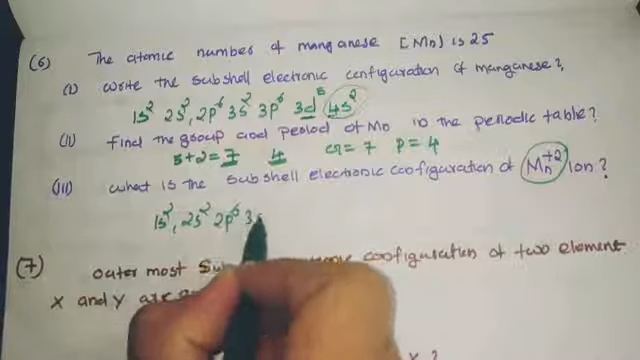 (6) The atomic number of manganese [Mn] is 25
(i) write the subshell electronic configuration of manganese?
1s² 2s², 2p⁶ 3s² 3p⁶ 3d⁵ 4s²
(ii) Find the group and period of Mn in the periodic table?
5+2=7 4 G=7 P=4
(iii) what is the subshell electronic configuration of Mn⁺² Ion?
1s², 2s² 2p⁶ 3s
(7) outer most configuration of two element
X and Y are